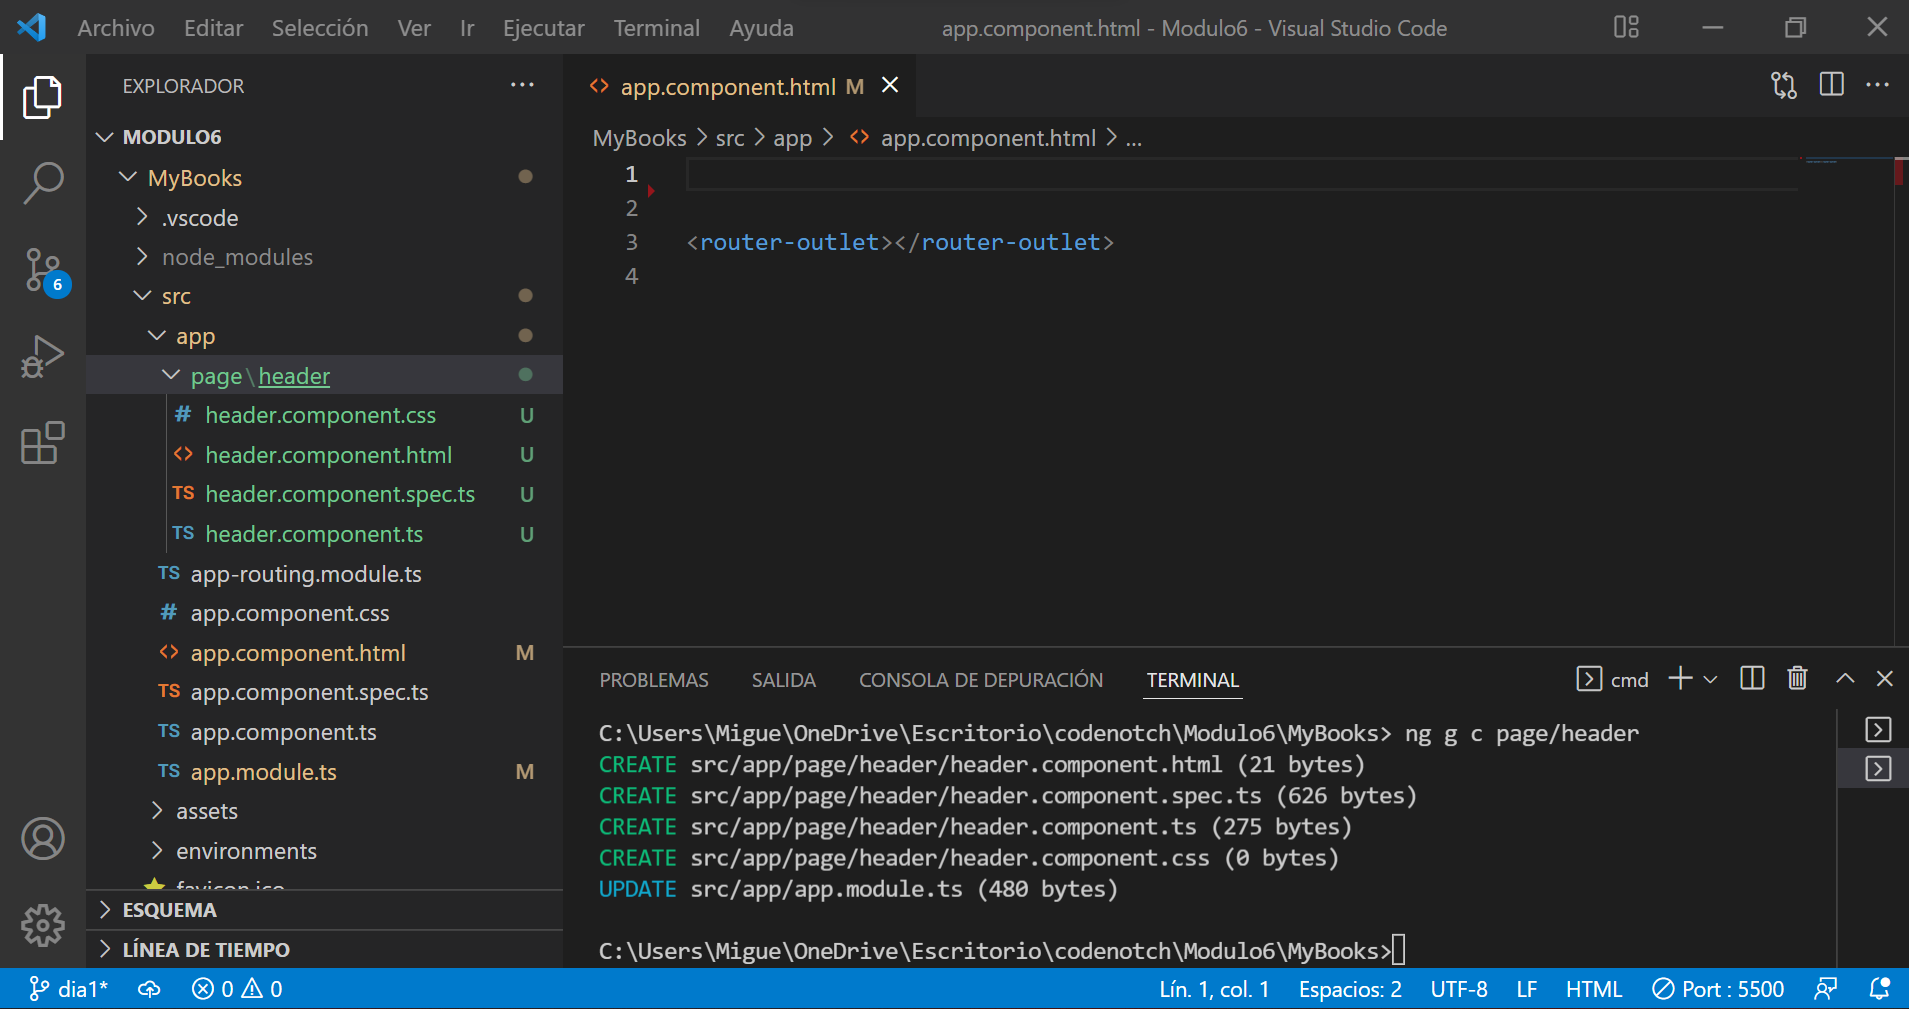 Archivo Editar Selección Ver Ir Ejecutar Terminal Ayuda app.component.html - Modulo6 - Visual Studio Code
EXPLORADOR
MODULO6
MyBooks
.vscode
node_modules
src
app
page\header
header.component.css U
header.component.html U
header.component.spec.ts U
header.component.ts U
app-routing.module.ts
app.component.css
app.component.html M
app.component.spec.ts
app.component.ts
app.module.ts M
assets
environments
favicon.ico
ESQUEMA
LÍNEA DE TIEMPO
6
app.component.html M
MyBooks > src > app > app.component.html > ...
1
2
3 <router-outlet></router-outlet>
4
PROBLEMAS SALIDA CONSOLA DE DEPURACIÓN TERMINAL cmd
C:\Users\Migue\OneDrive\Escritorio\codenotch\Modulo6\MyBooks> ng g c page/header
CREATE src/app/page/header/header.component.html (21 bytes)
CREATE src/app/page/header/header.component.spec.ts (626 bytes)
CREATE src/app/page/header/header.component.ts (275 bytes)
CREATE src/app/page/header/header.component.css (0 bytes)
UPDATE src/app/app.module.ts (480 bytes)
C:\Users\Migue\OneDrive\Escritorio\codenotch\Modulo6\MyBooks>
dia1* 0 0 Lín. 1, col. 1 Espacios: 2 UTF-8 LF HTML Port : 5500